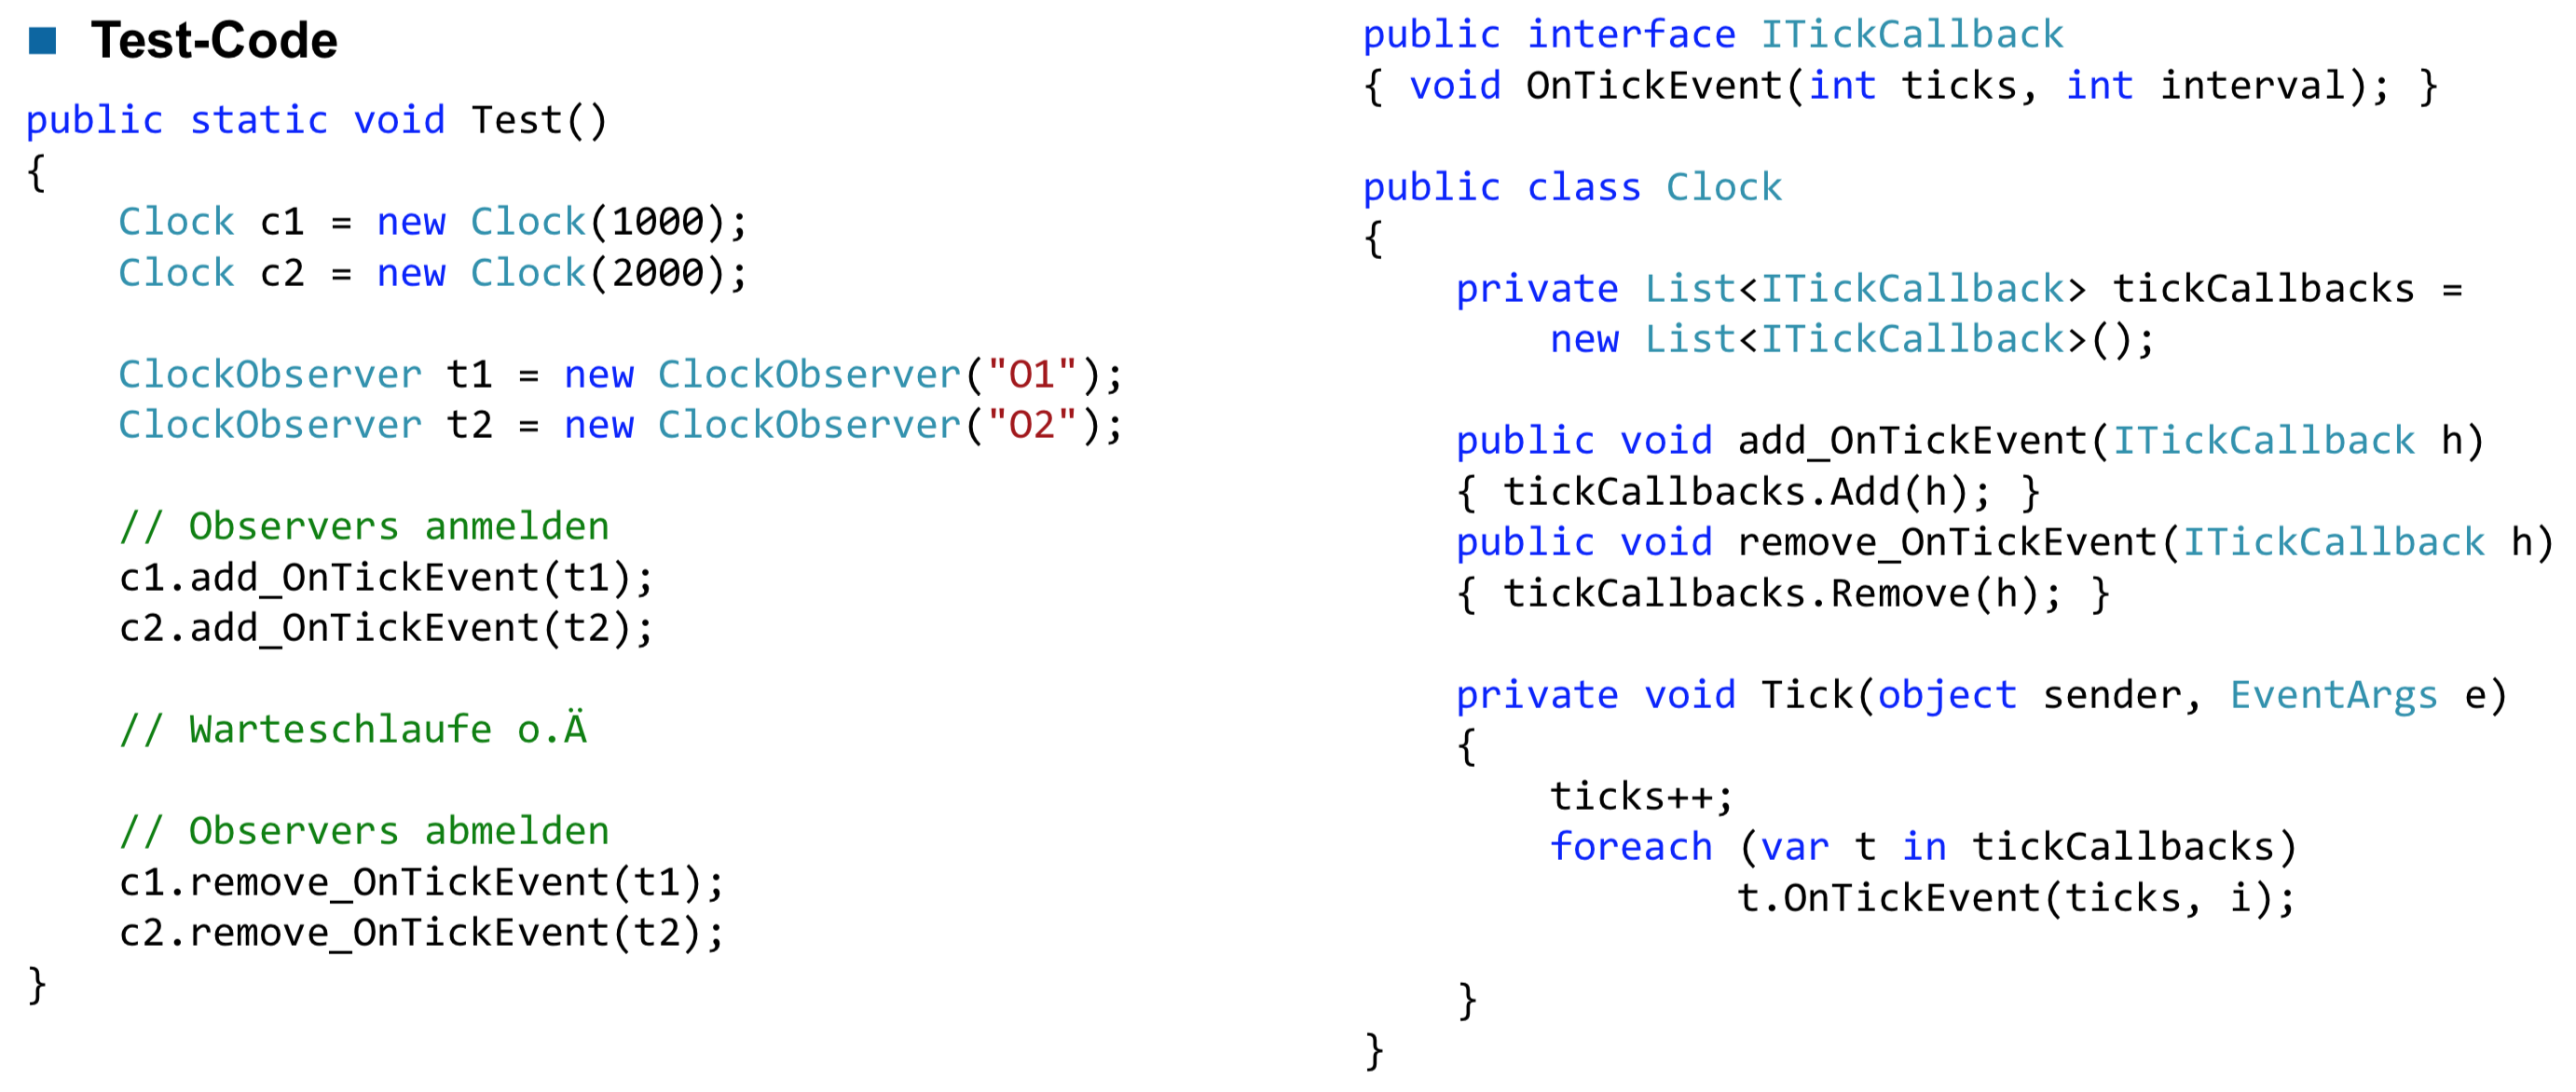 Test-Code
public static void Test()
{
    Clock c1 = new Clock(1000);
    Clock c2 = new Clock(2000);

    ClockObserver t1 = new ClockObserver("O1");
    ClockObserver t2 = new ClockObserver("O2");

    // Observers anmelden
    c1.add_OnTickEvent(t1);
    c2.add_OnTickEvent(t2);

    // Warteschlaufe o.Ä

    // Observers abmelden
    c1.remove_OnTickEvent(t1);
    c2.remove_OnTickEvent(t2);
}
public interface ITickCallback
{ void OnTickEvent(int ticks, int interval); }

public class Clock
{
    private List<ITickCallback> tickCallbacks =
        new List<ITickCallback>();

    public void add_OnTickEvent(ITickCallback h)
    { tickCallbacks.Add(h); }
    public void remove_OnTickEvent(ITickCallback h)
    { tickCallbacks.Remove(h); }

    private void Tick(object sender, EventArgs e)
    {
        ticks++;
        foreach (var t in tickCallbacks)
                t.OnTickEvent(ticks, i);

    }
}